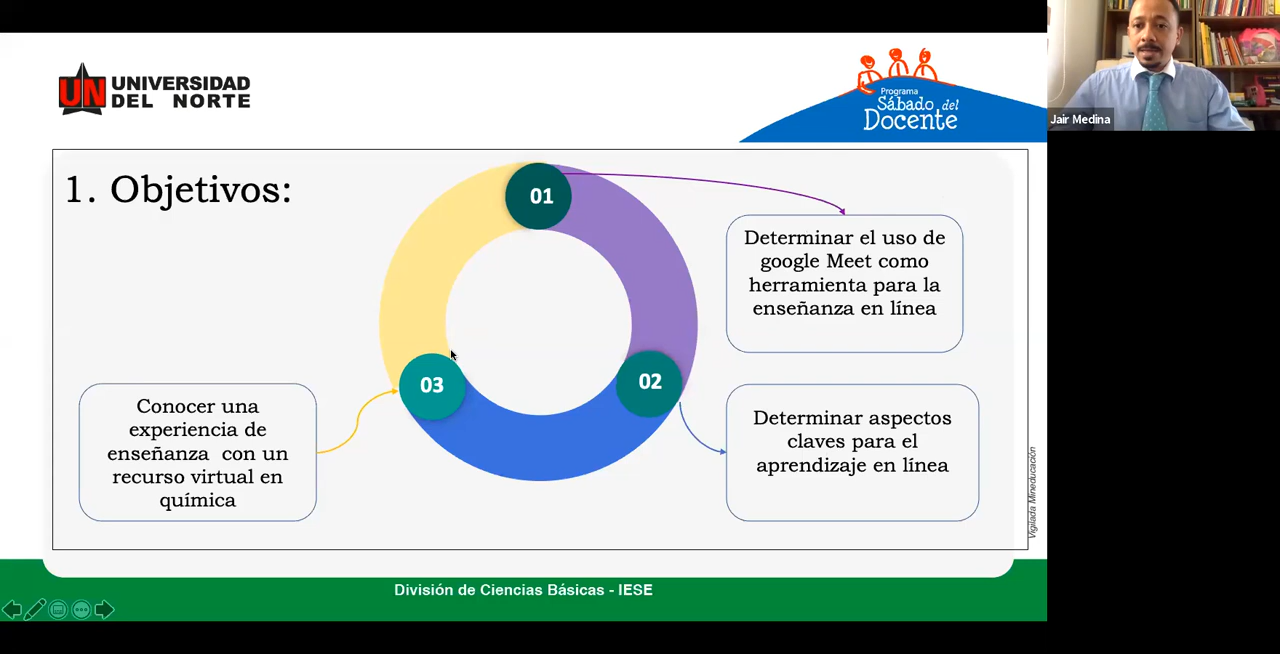 UN UNIVERSIDAD
DEL NORTE
Programa
Sábado del
Docente
Jair Medina
1. Objetivos:
01
Determinar el uso de
google Meet como
herramienta para la
enseñanza en línea
03
02
Conocer una
experiencia de
enseñanza con un
recurso virtual en
química
Determinar aspectos
claves para el
aprendizaje en línea
Vigilada Mineducación
División de Ciencias Básicas - IESE